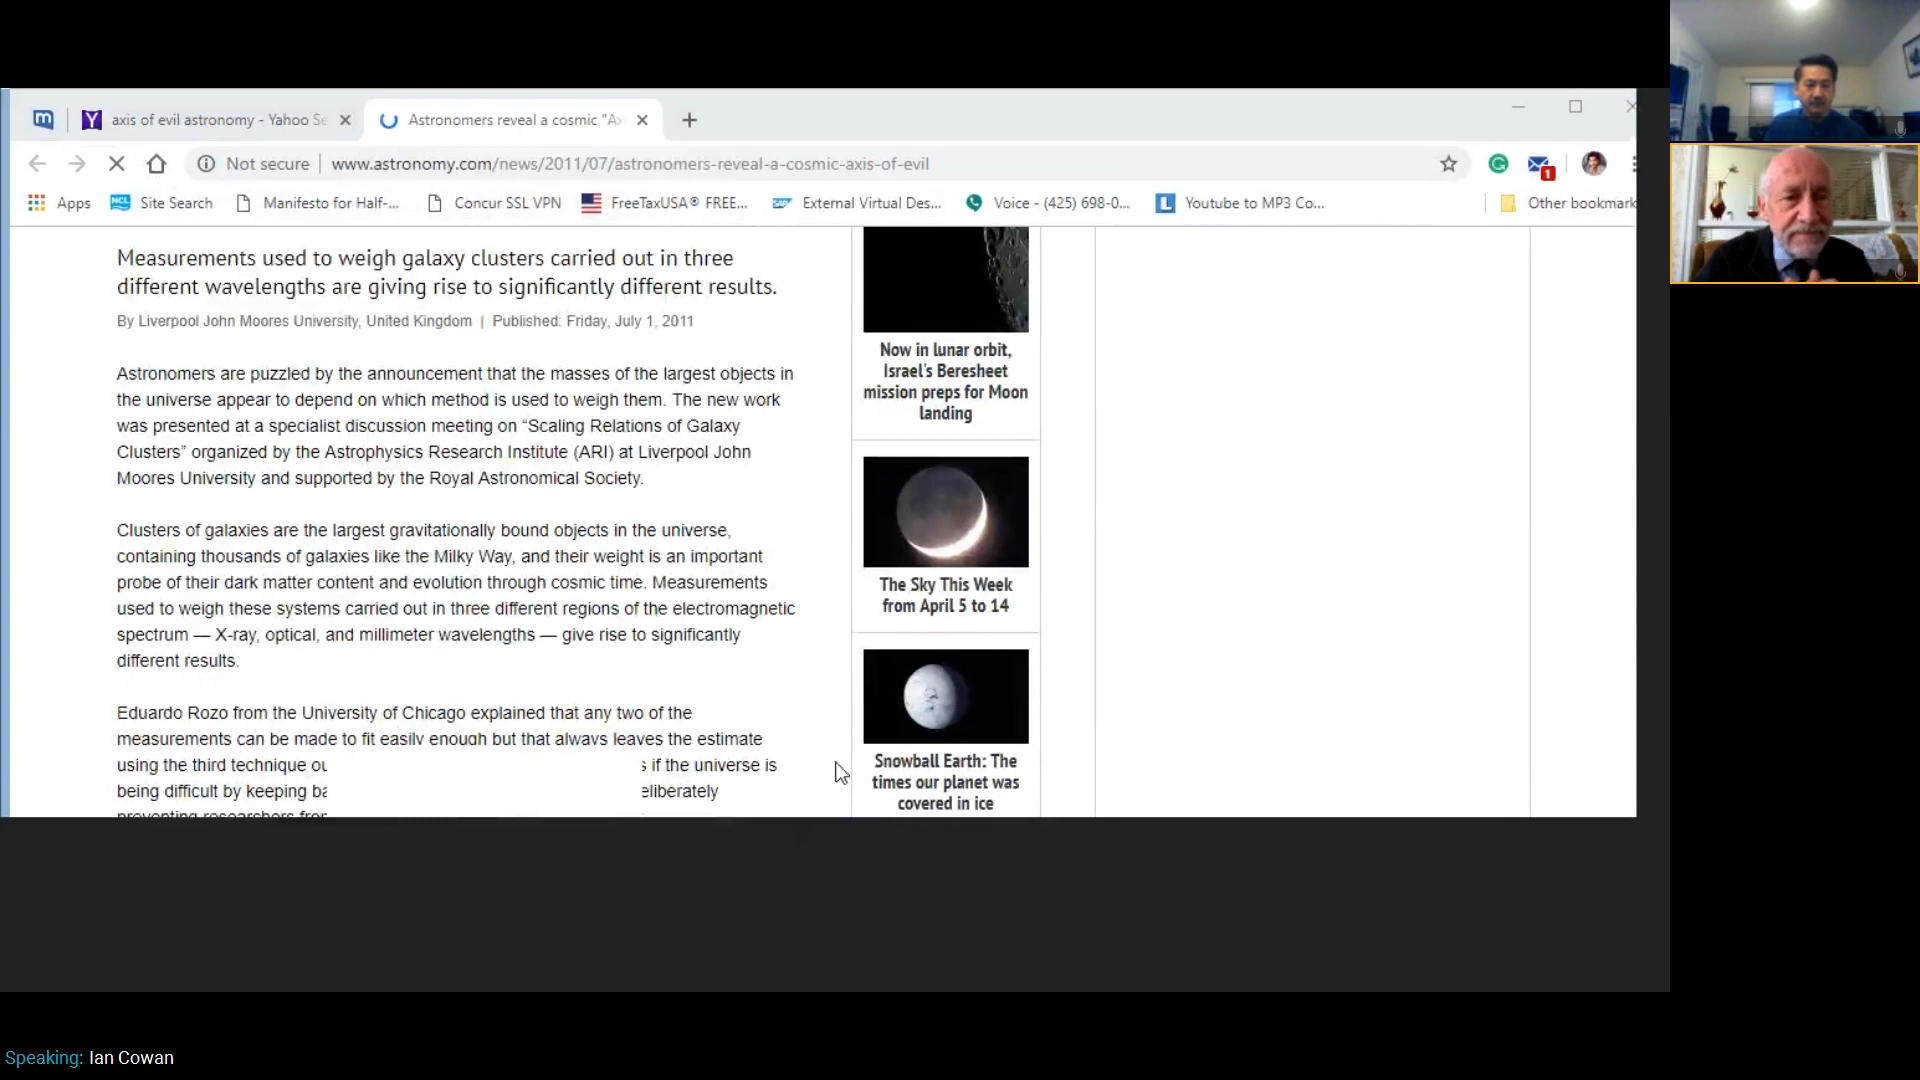 axis of evil astronomy - Yahoo Se
Astronomers reveal a cosmic "Ax
Not secure
www.astronomy.com/news/2011/07/astronomers-reveal-a-cosmic-axis-of-evil
1
Apps
NCL
Site Search
Manifesto for Half-...
Concur SSL VPN
FreeTaxUSA® FREE...
SAP
External Virtual Des...
Voice - (425) 698-0...
L
Youtube to MP3 Co...
Other bookmark
Measurements used to weigh galaxy clusters carried out in three
different wavelengths are giving rise to significantly different results.
By Liverpool John Moores University, United Kingdom | Published: Friday, July 1, 2011
Astronomers are puzzled by the announcement that the masses of the largest objects in
the universe appear to depend on which method is used to weigh them. The new work
was presented at a specialist discussion meeting on “Scaling Relations of Galaxy
Clusters” organized by the Astrophysics Research Institute (ARI) at Liverpool John
Moores University and supported by the Royal Astronomical Society.
Clusters of galaxies are the largest gravitationally bound objects in the universe,
containing thousands of galaxies like the Milky Way, and their weight is an important
probe of their dark matter content and evolution through cosmic time. Measurements
used to weigh these systems carried out in three different regions of the electromagnetic
spectrum — X-ray, optical, and millimeter wavelengths — give rise to significantly
different results.
Eduardo Rozo from the University of Chicago explained that any two of the
measurements can be made to fit easily enough but that always leaves the estimate
using the third technique ou
s if the universe is
being difficult by keeping ba
eliberately
preventing researchers from
Now in lunar orbit,
Israel's Beresheet
mission preps for Moon
landing
The Sky This Week
from April 5 to 14
Snowball Earth: The
times our planet was
covered in ice
Speaking: Ian Cowan